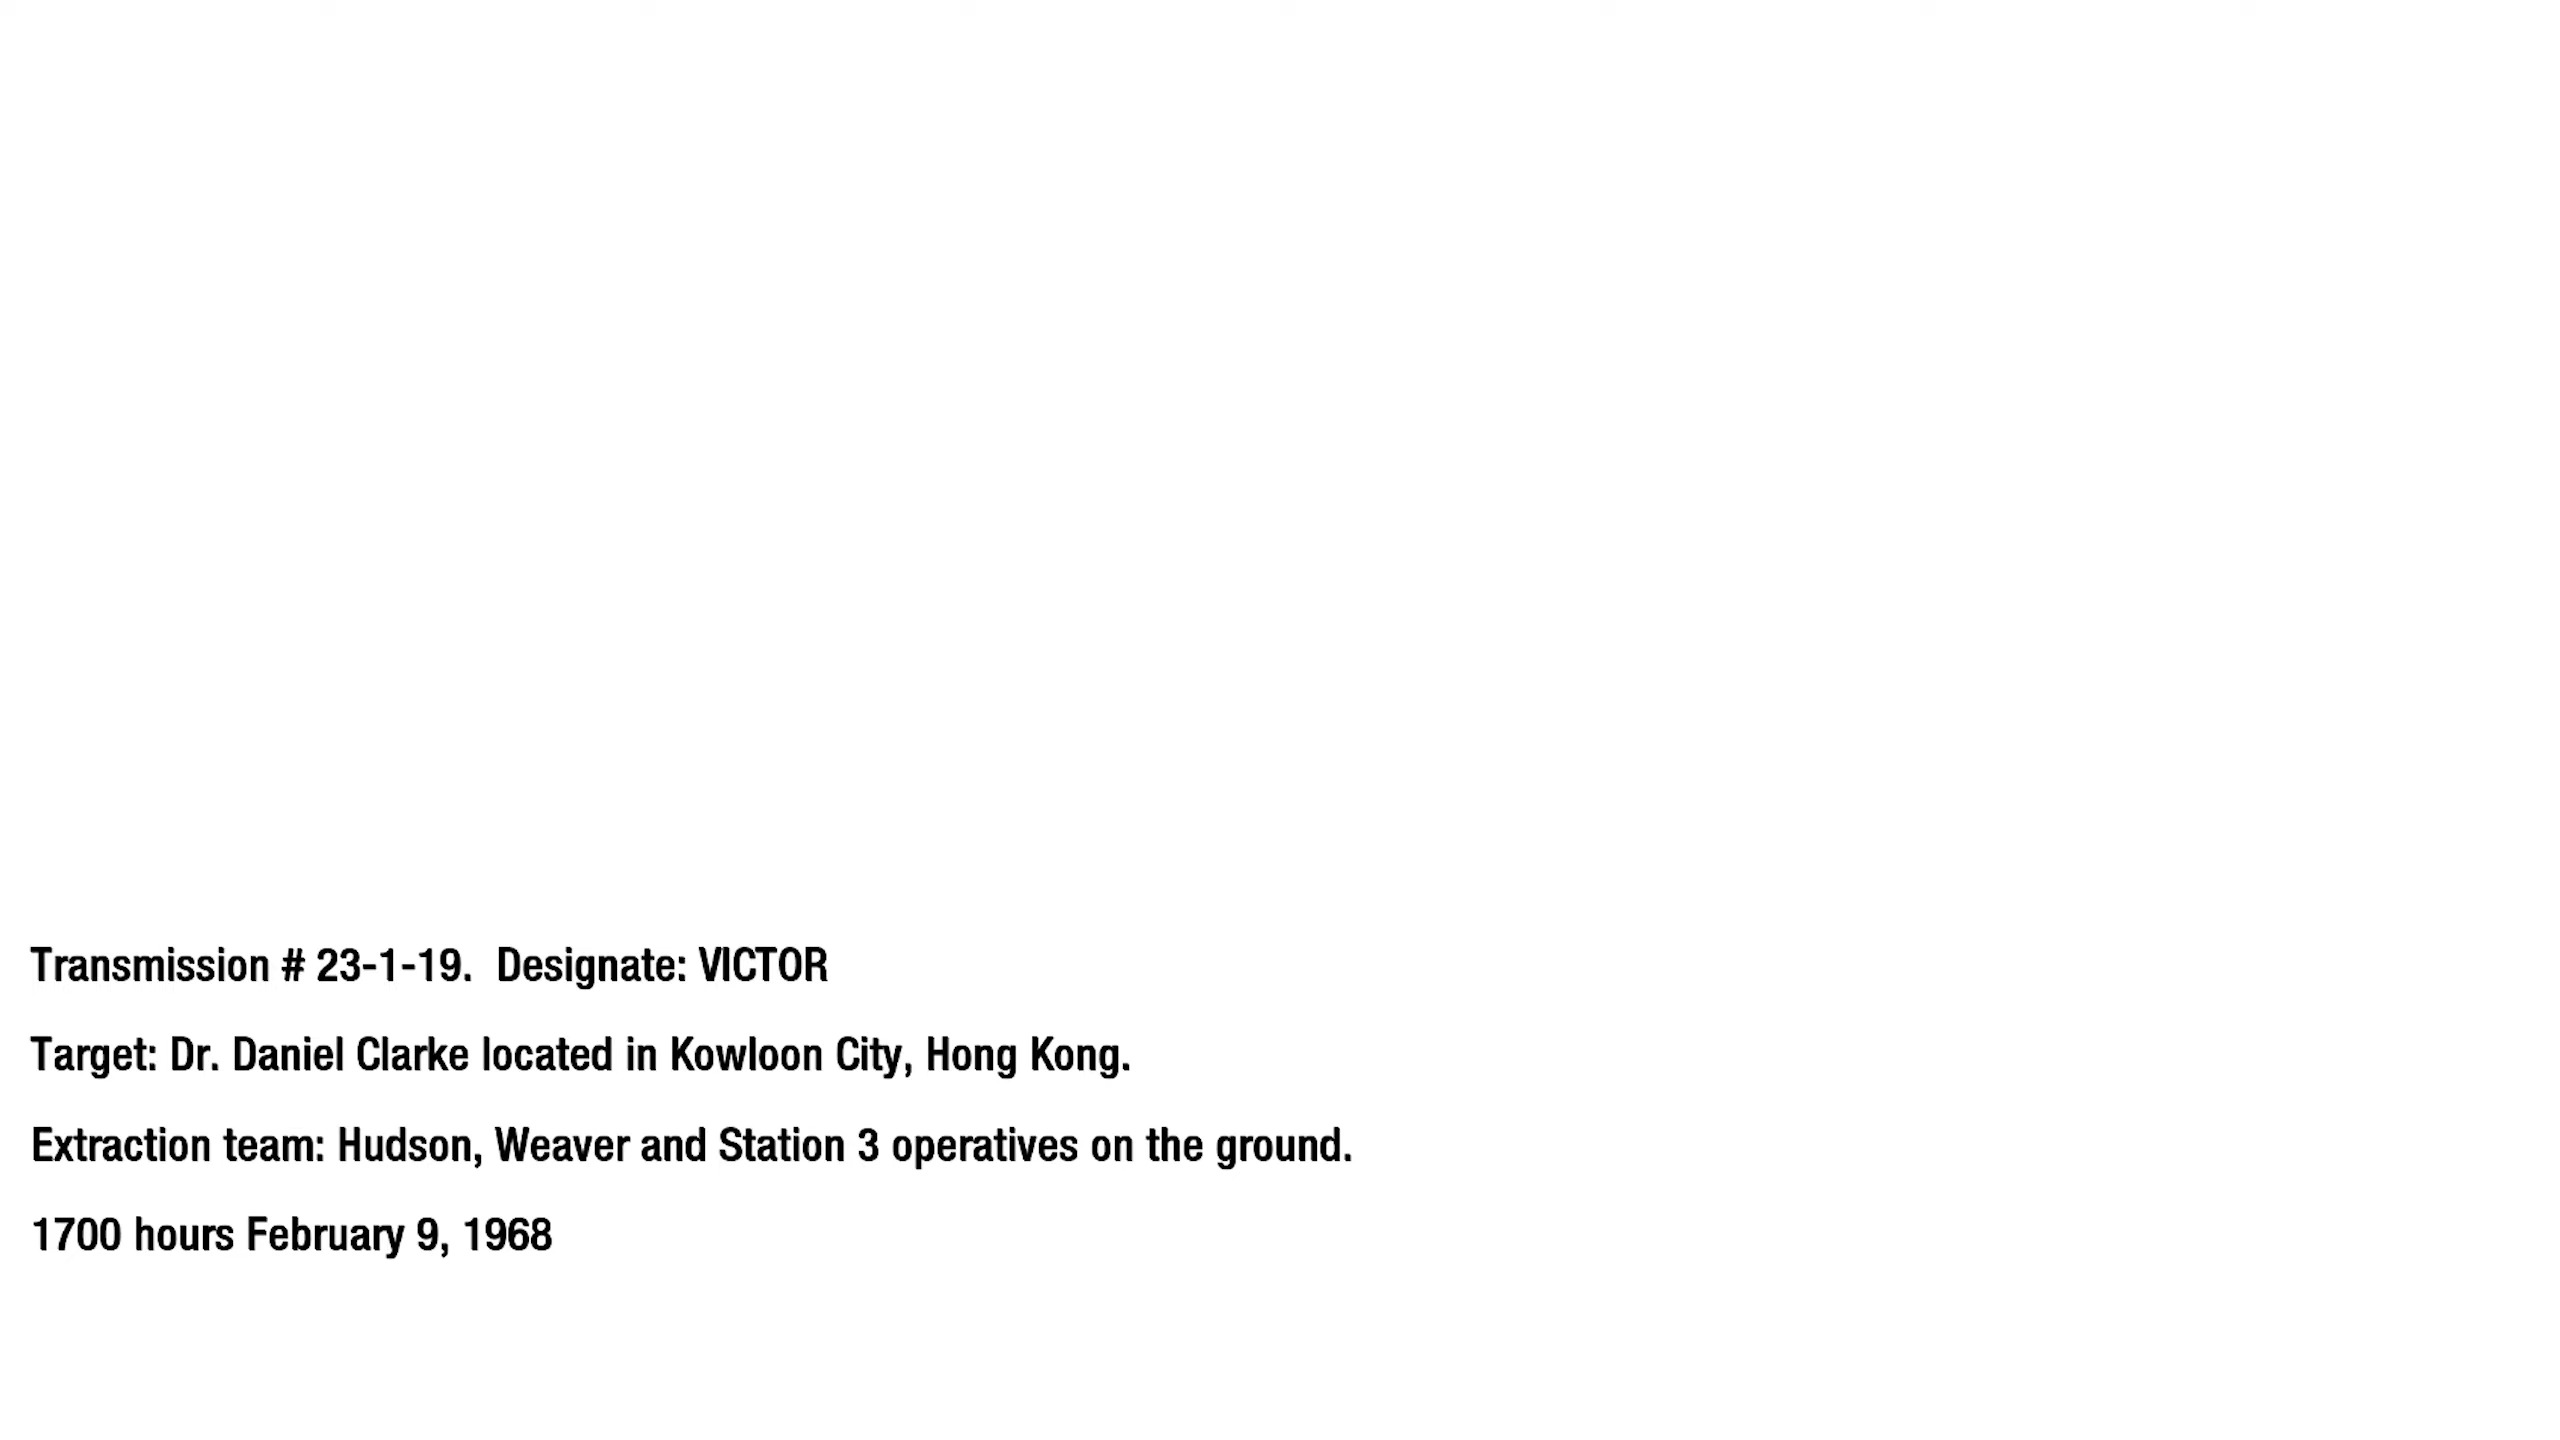 Transmission # 23-1-19.  Designate: VICTOR
Target: Dr. Daniel Clarke located in Kowloon City, Hong Kong.
Extraction team: Hudson, Weaver and Station 3 operatives on the ground.
1700 hours February 9, 1968